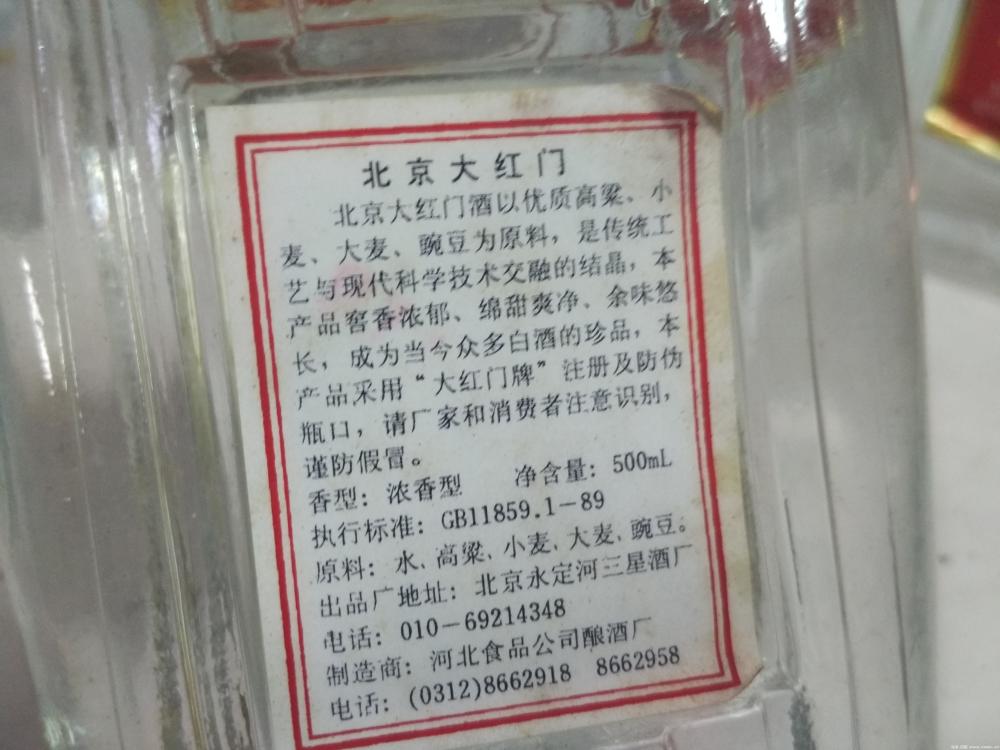 北京大红门
北京大红门酒以优质高粱、小
麦、大麦、豌豆为原料，是传统工
艺与现代科学技术交融的结晶，本
产品窖香浓郁、绵甜爽净、余味悠
长，成为当今众多白酒的珍品，本
产品采用“大红门牌”注册及防伪
瓶口，请厂家和消费者注意识别，
谨防假冒。
香型：浓香型 净含量：500mL
执行标准：GB11859.1-89
原料：水、高粱、小麦、大麦、豌豆。
出品厂地址：北京永定河三星酒厂
电话：010-69214348
制造商：河北食品公司酿酒厂
电话：(0312)8662918 8662958